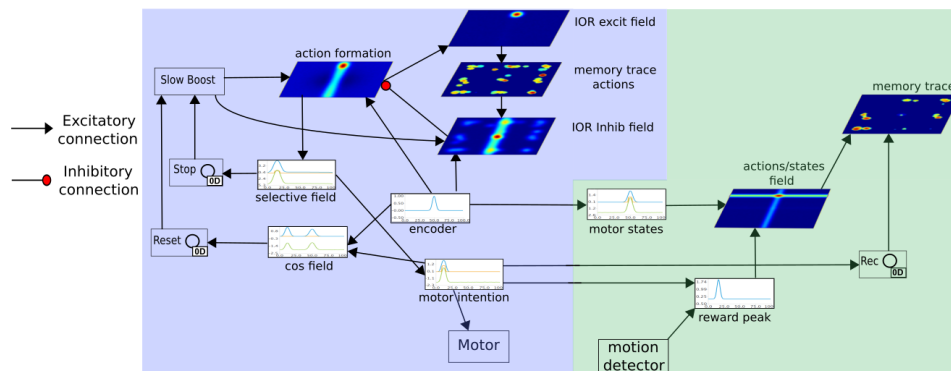 IOR excit field
action formation
memory trace
actions
memory trace
Slow Boost
Excitatory
connection
IOR Inhib field
Inhibitory
connection
Stop
0D
selective field
actions/states
field
encoder
motor states
Reset
0D
cos field
Rec
0D
motor intention
reward peak
Motor
motion
detector